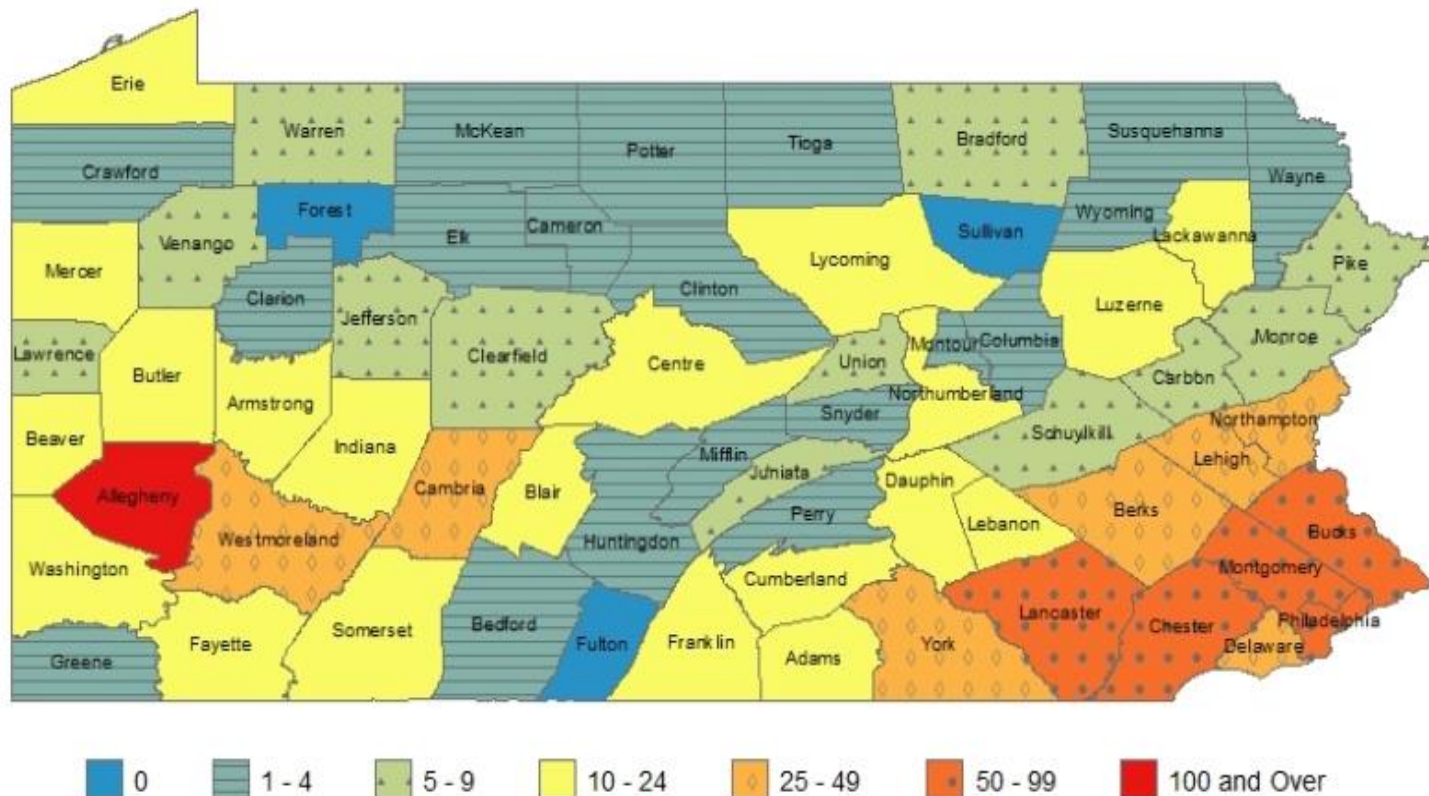 Erie
Warren
McKean
Potter
Tioga
Bradford
Susquehanna
Wayne
Crawford
Forest
Venango
Elk
Cameron
Sullivan
Wyoming
Lackawanna
Mercer
Clarion
Jefferson
Clinton
Lycoming
Luzerne
Pike
Lawrence
Butler
Clearfield
Centre
Union
Montour
Columbia
Carbon
Monroe
Armstrong
Beaver
Indiana
Snyder
Northumberland
Schuylkill
Northampton
Lehigh
Allegheny
Westmoreland
Cambria
Blair
Mifflin
Juniata
Perry
Dauphin
Lebanon
Berks
Bucks
Washington
Huntingdon
Cumberland
Montgomery
Philadelphia
Greene
Fayette
Somerset
Bedford
Fulton
Franklin
Adams
York
Lancaster
Chester
Delaware
0 1 - 4 5 - 9 10 - 24 25 - 49 50 - 99 100 and Over